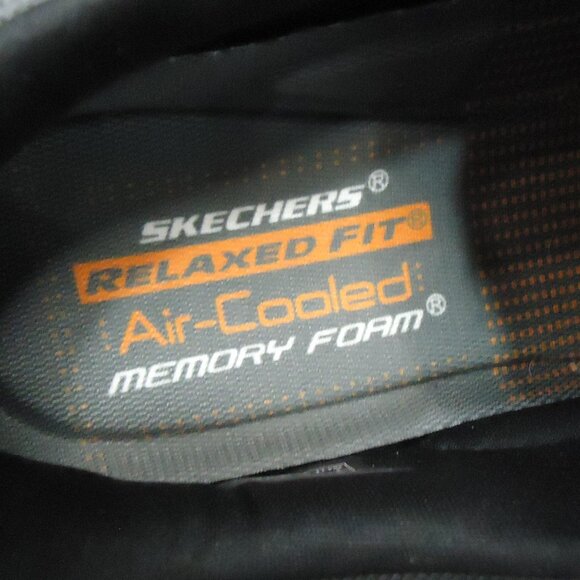 SKECHERS®
RELAXED FIT®
Air-Cooled
MEMORY FOAM®